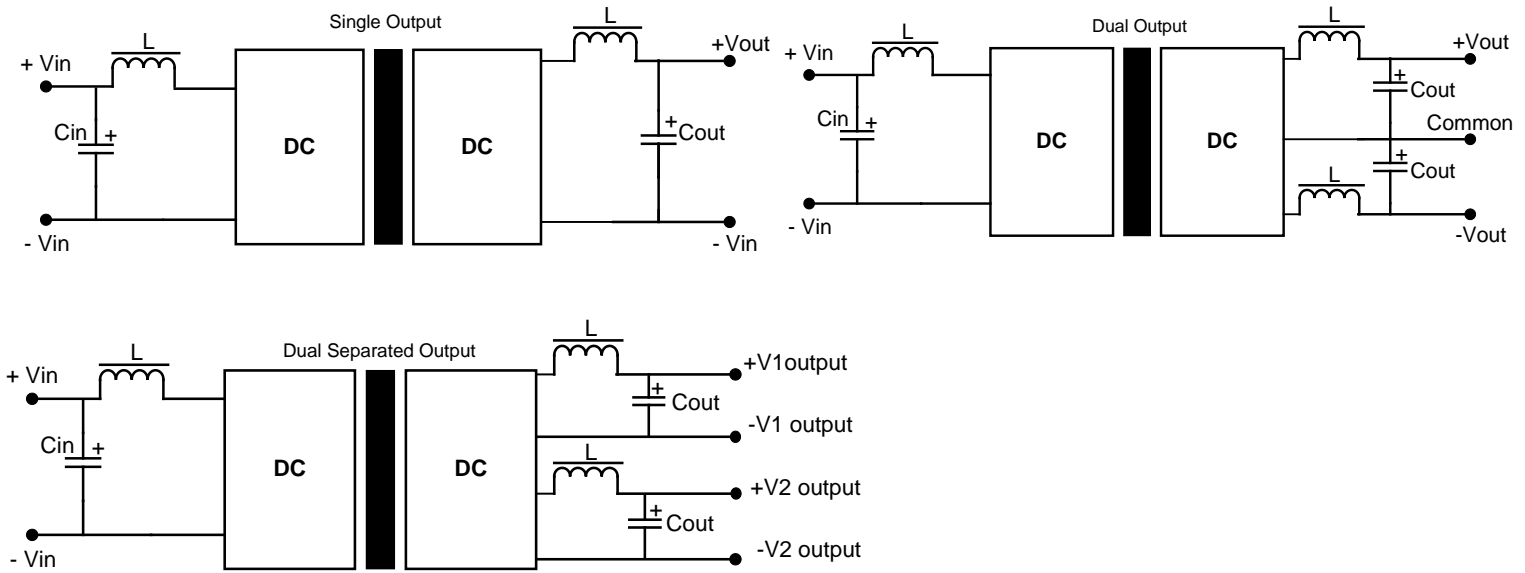 Single Output
L
L
+ Vin
+Vout
Cin +
DC
DC
+
Cout
- Vin
- Vin
Dual Output
L
L
+ Vin
+Vout
+
Cout
Cin +
DC
DC
Common
+
Cout
L
- Vin
-Vout
Dual Separated Output
L
L
+ Vin
+V1output
+
Cout
-V1 output
Cin +
DC
DC
L
+V2 output
+
Cout
- Vin
-V2 output